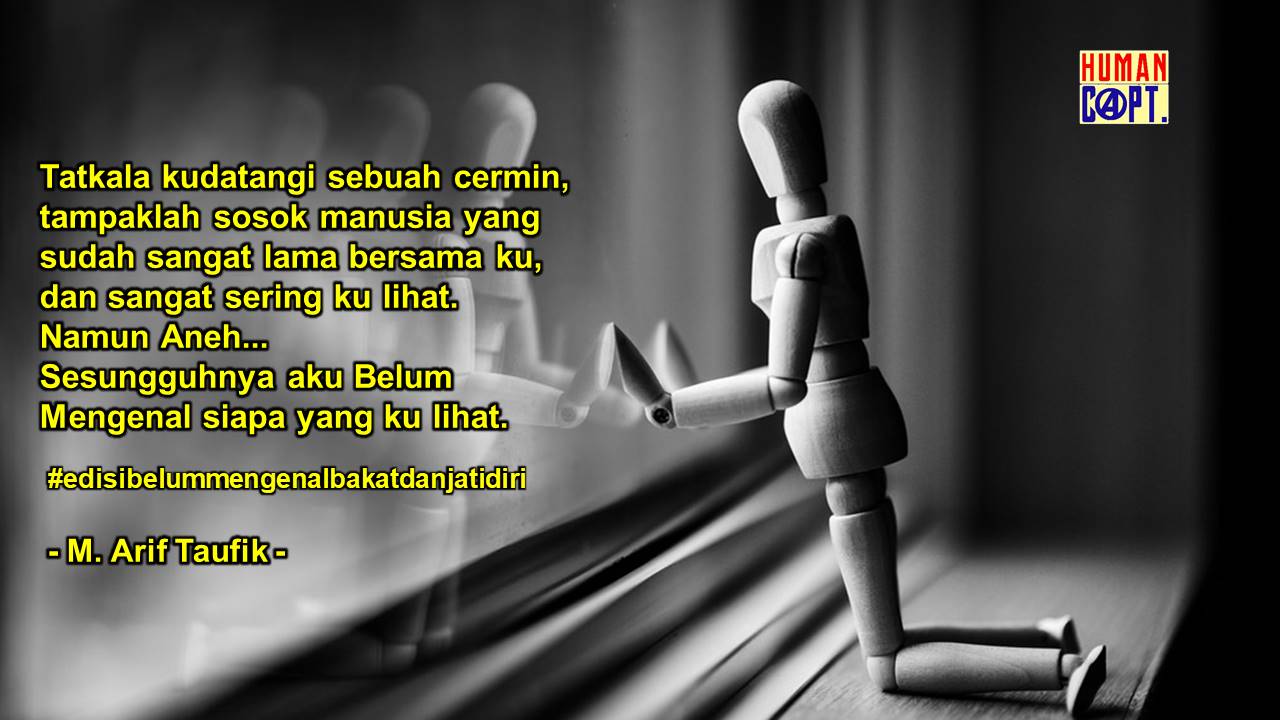 HUMAN
CAPT.
Tatkala kudatangi sebuah cermin,
tampaklah sosok manusia yang
sudah sangat lama bersama ku,
dan sangat sering ku lihat.
Namun Aneh...
Sesungguhnya aku Belum
Mengenal siapa yang ku lihat.
#edisibelummengenalbakatdanjatidiri
- M. Arif Taufik -